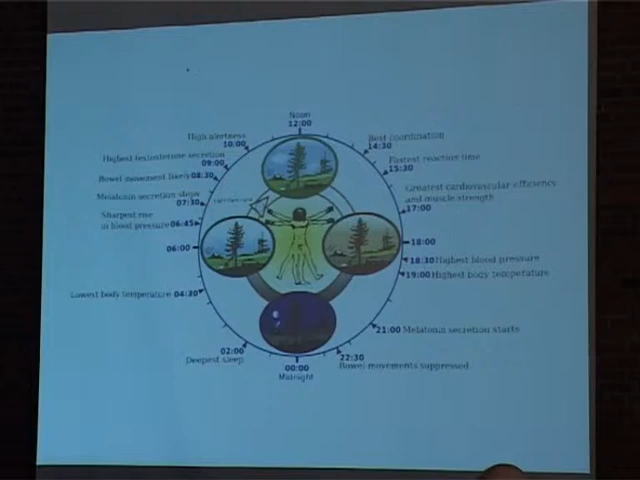 Noon
12:00
High alertness
10:00
Highest testosterone secretion
09:00
Bowel movement likely 08:30
Melatonin secretion stops
07:30
Sharpest rise
in blood pressure 06:45
06:00
Lowest body temperature 04:30
02:00
Deepest sleep
00:00
Midnight
Best coordination
14:30
Fastest reaction time
15:30
Greatest cardiovascular efficiency
and muscle strength
17:00
18:00
18:30 Highest blood pressure
19:00 Highest body temperature
21:00 Melatonin secretion starts
22:30
Bowel movements suppressed